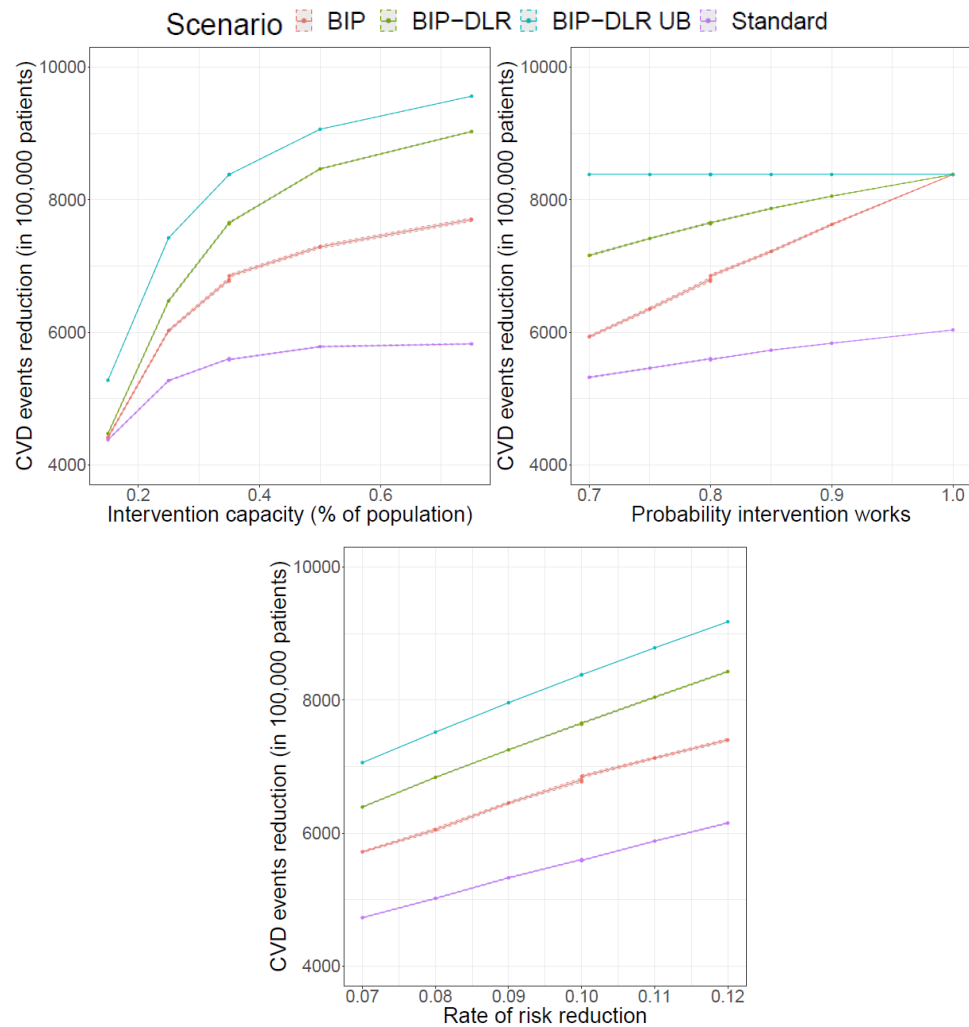 Scenario BIP BIP−DLR BIP−DLR UB Standard
CVD events reduction (in 100,000 patients)
10000
8000
6000
4000
0.2 0.4 0.6
Intervention capacity (% of population)
CVD events reduction (in 100,000 patients)
10000
8000
6000
4000
0.7 0.8 0.9 1.0
Probability intervention works
CVD events reduction (in 100,000 patients)
10000
8000
6000
4000
0.07 0.08 0.09 0.10 0.11 0.12
Rate of risk reduction